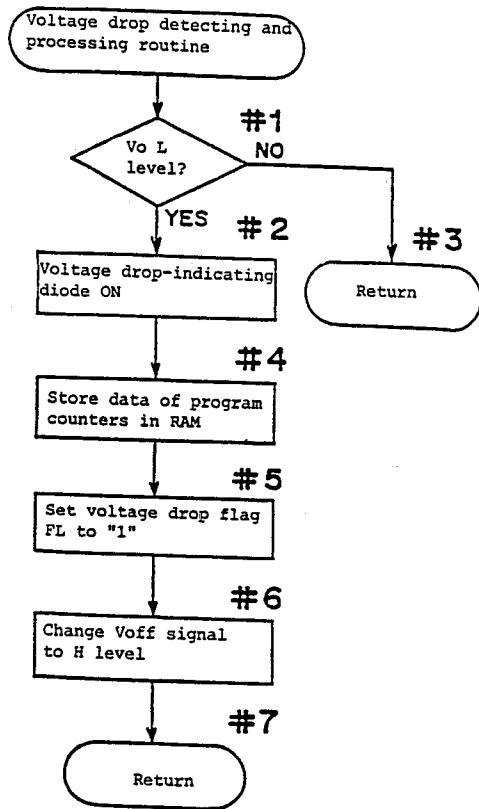 Voltage drop detecting and
processing routine
#1
Vo L
level?
NO
YES
#2
#3
Voltage drop-indicating
diode ON
Return
#4
Store data of program
counters in RAM
#5
Set voltage drop flag
FL to "1"
#6
Change Voff signal
to H level
#7
Return